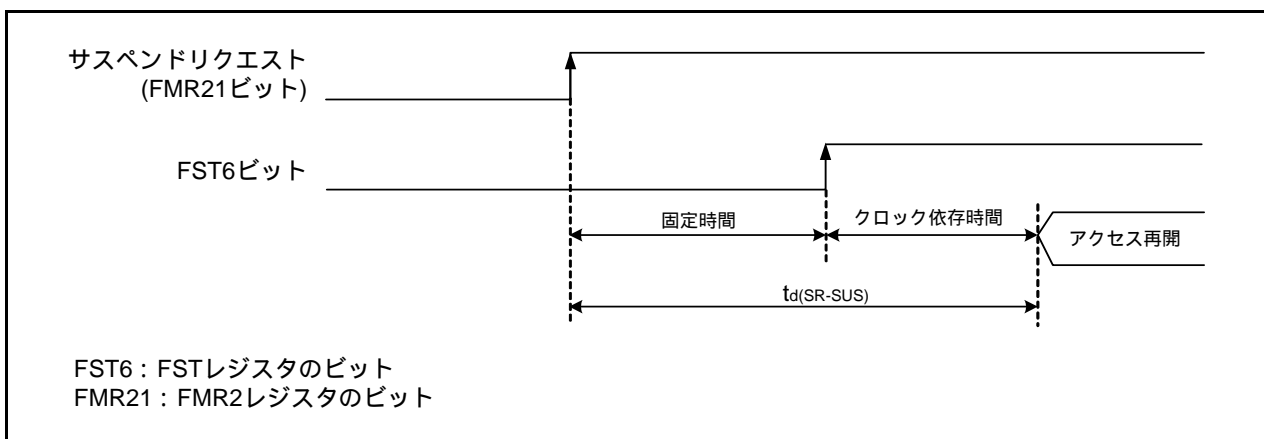 サスペンドリクエスト
(FMR21ビット)
FST6ビット
固定時間
クロック依存時間
アクセス再開
td(SR-SUS)
FST6：FSTレジスタのビット
FMR21：FMR2レジスタのビット